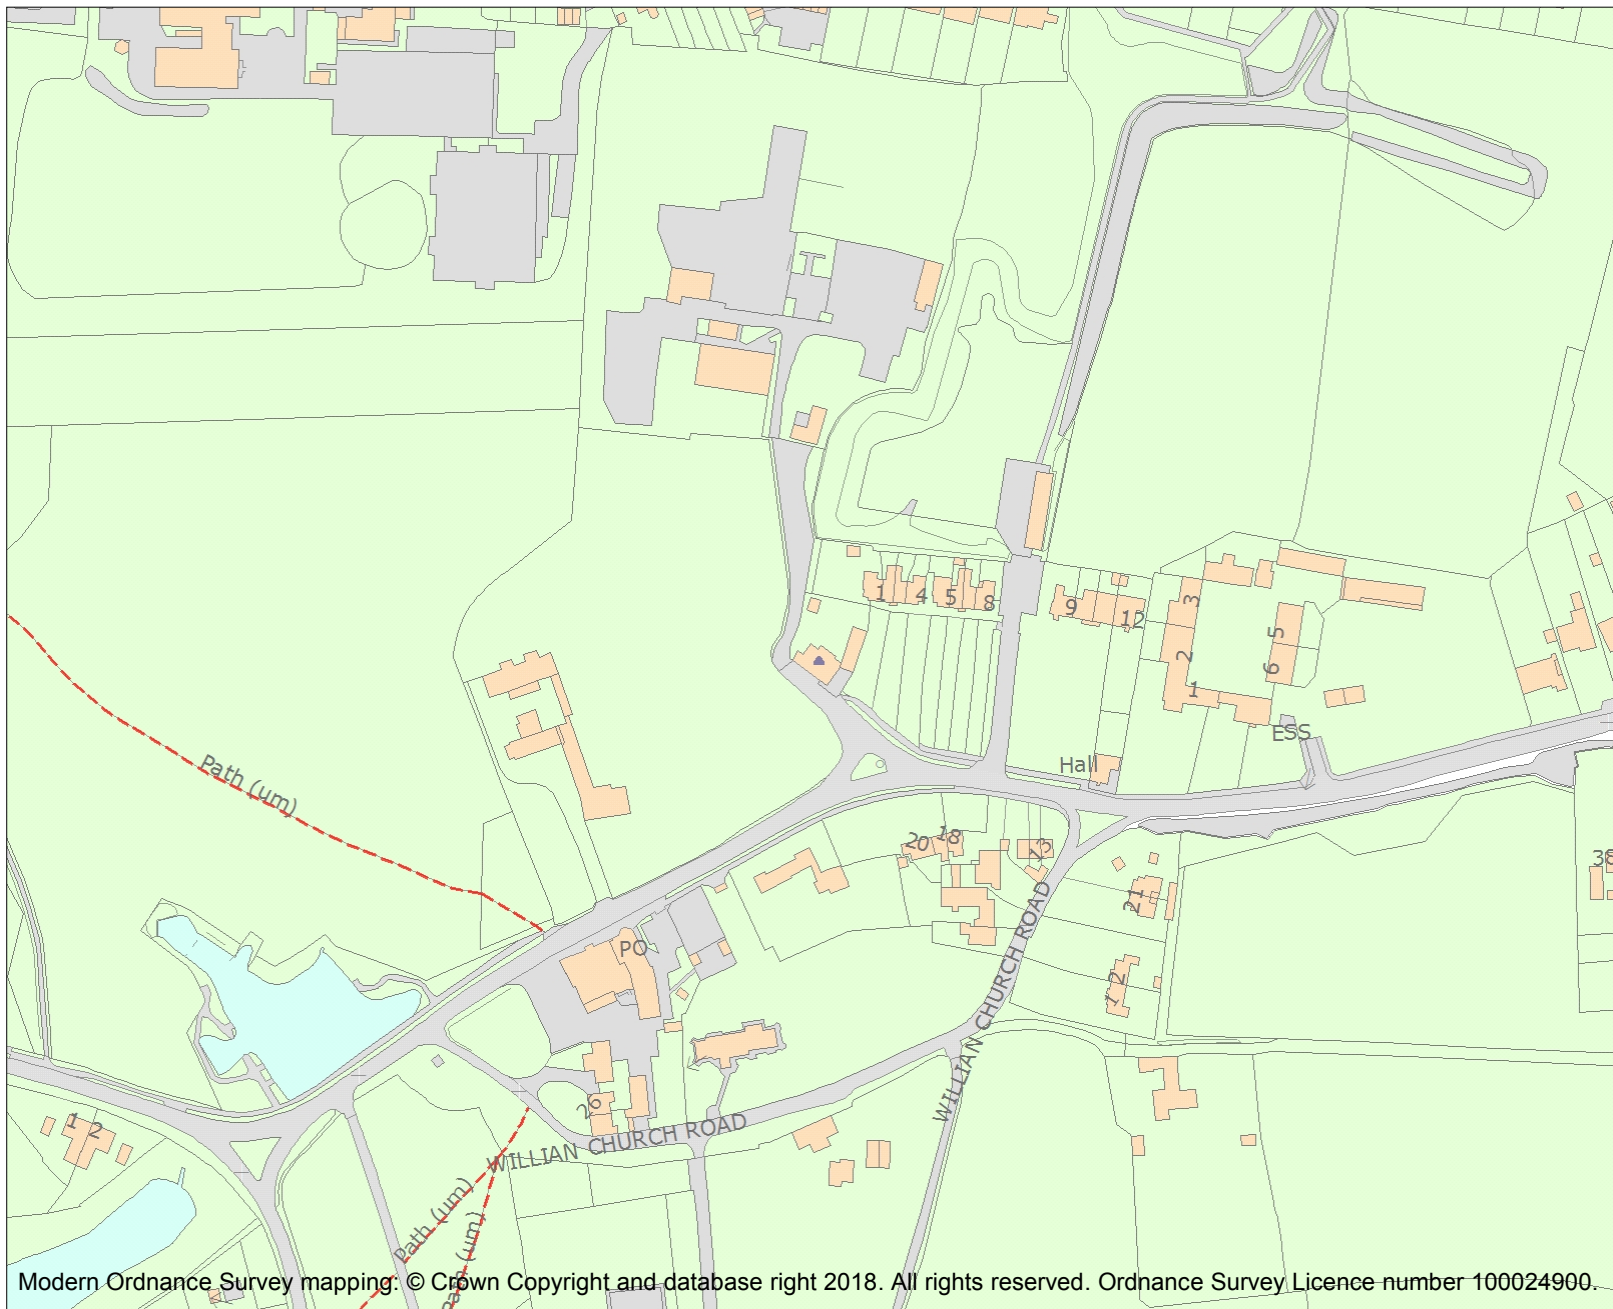 1
4
5
8
9
12
3
2
1
5
6
ESS
Hall
Path (um)
20
18
13
38
21
PO
WILLIAN CHURCH ROAD
1 2
26
1 2
WILLIAN CHURCH ROAD
Path (um)
Path (um)
Modern Ordnance Survey mapping: © Crown Copyright and database right 2018. All rights reserved. Ordnance Survey Licence number 100024900.